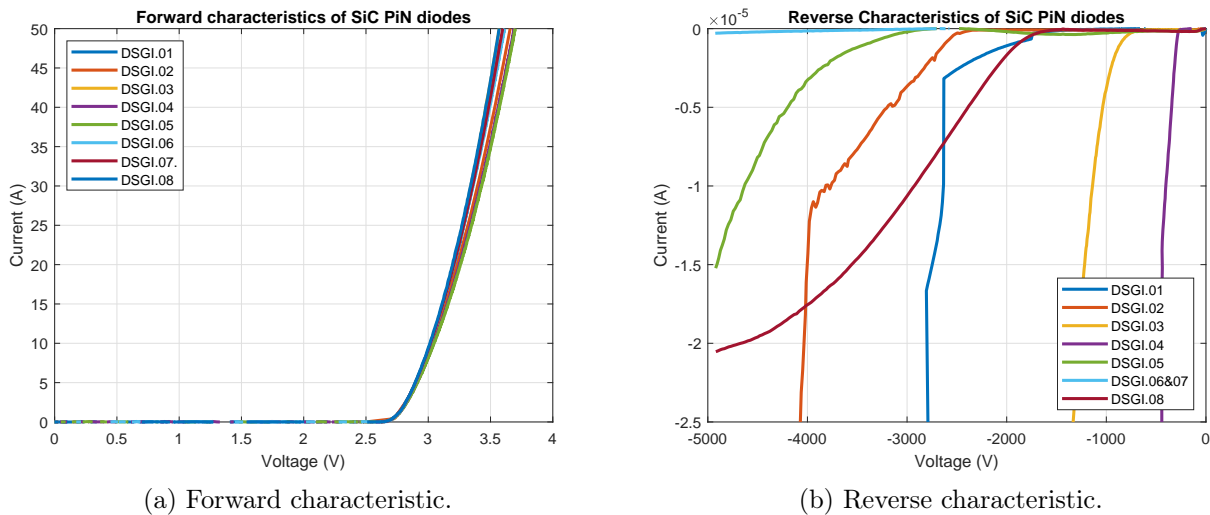 Forward characteristics of SiC PiN diodes
50
45
40
35
30
25
20
15
10
5
0
Current (A)
DSGI.01
DSGI.02
DSGI.03
DSGI.04
DSGI.05
DSGI.06
DSGI.07.
DSGI.08
0 0.5 1 1.5 2 2.5 3 3.5 4
Voltage (V)
(a) Forward characteristic.
×10-5
Reverse Characteristics of SiC PiN diodes
0
-0.5
-1
-1.5
-2
-2.5
Current (A)
DSGI.01
DSGI.02
DSGI.03
DSGI.04
DSGI.05
DSGI.06&07
DSGI.08
-5000 -4000 -3000 -2000 -1000 0
Voltage (V)
(b) Reverse characteristic.